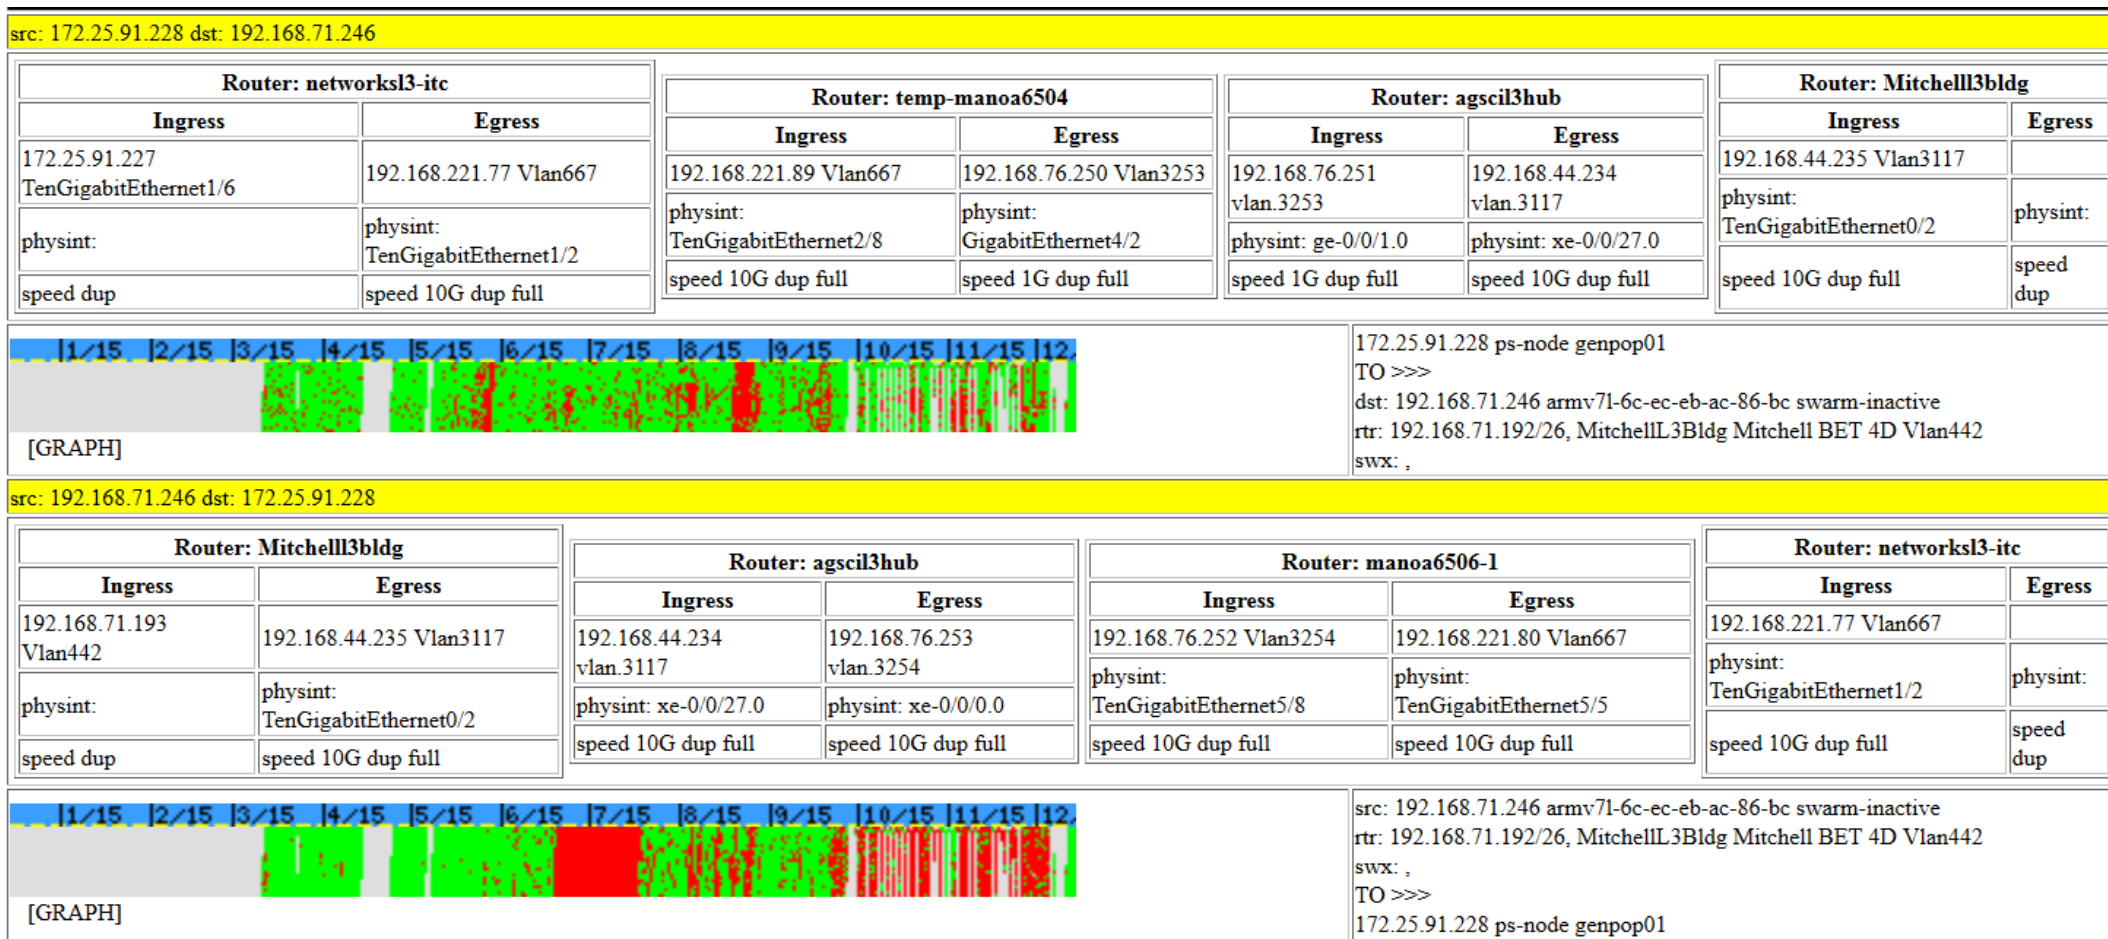 src: 172.25.91.228 dst: 192.168.71.246
Router: networksl3-itc
Ingress Egress
172.25.91.227
TenGigabitEthernet1/6
192.168.221.77 Vlan667
physint:
physint:
TenGigabitEthernet1/2
speed dup
speed 10G dup full
Router: temp-manoa6504
Ingress Egress
192.168.221.89 Vlan667
192.168.76.250 Vlan3253
physint:
TenGigabitEthernet2/8
physint:
GigabitEthernet4/2
speed 10G dup full
speed 1G dup full
Router: agscil3hub
Ingress Egress
192.168.76.251
vlan.3253
192.168.44.234
vlan.3117
physint: ge-0/0/1.0
physint: xe-0/0/27.0
speed 1G dup full
speed 10G dup full
Router: Mitchelll3bldg
Ingress Egress
192.168.44.235 Vlan3117
physint:
TenGigabitEthernet0/2
physint:
speed 10G dup full
speed
dup
1/15 2/15 3/15 4/15 5/15 6/15 7/15 8/15 9/15 10/15 11/15 12/
[GRAPH]
172.25.91.228 ps-node genpop01
TO >>>
dst: 192.168.71.246 armv7l-6c-ec-eb-ac-86-bc swarm-inactive
rtr: 192.168.71.192/26, MitchellL3Bldg Mitchell BET 4D Vlan442
swx: ,
src: 192.168.71.246 dst: 172.25.91.228
Router: Mitchelll3bldg
Ingress Egress
192.168.71.193
Vlan442
192.168.44.235 Vlan3117
physint:
physint:
TenGigabitEthernet0/2
speed dup
speed 10G dup full
Router: agscil3hub
Ingress Egress
192.168.44.234
vlan.3117
192.168.76.253
vlan.3254
physint: xe-0/0/27.0
physint: xe-0/0/0.0
speed 10G dup full
speed 10G dup full
Router: manoa6506-1
Ingress Egress
192.168.76.252 Vlan3254
192.168.221.80 Vlan667
physint:
TenGigabitEthernet5/8
physint:
TenGigabitEthernet5/5
speed 10G dup full
speed 10G dup full
Router: networksl3-itc
Ingress Egress
192.168.221.77 Vlan667
physint:
TenGigabitEthernet1/2
physint:
speed 10G dup full
speed
dup
1/15 2/15 3/15 4/15 5/15 6/15 7/15 8/15 9/15 10/15 11/15 12/
[GRAPH]
src: 192.168.71.246 armv7l-6c-ec-eb-ac-86-bc swarm-inactive
rtr: 192.168.71.192/26, MitchellL3Bldg Mitchell BET 4D Vlan442
swx: ,
TO >>>
172.25.91.228 ps-node genpop01